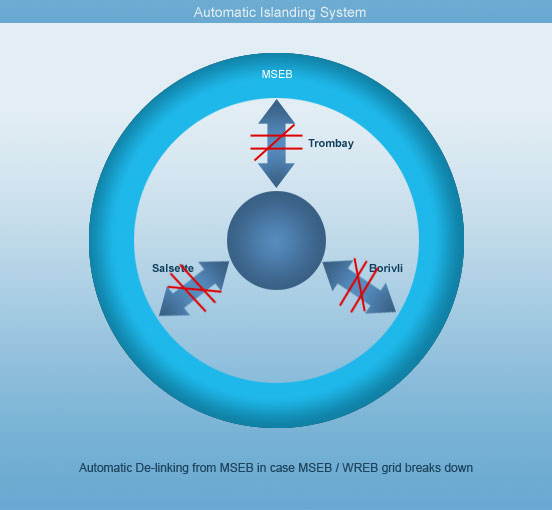 Automatic Islanding System
MSEB
Trombay
Salsette
Borivli
Automatic De-linking from MSEB in case MSEB / WREB grid breaks down